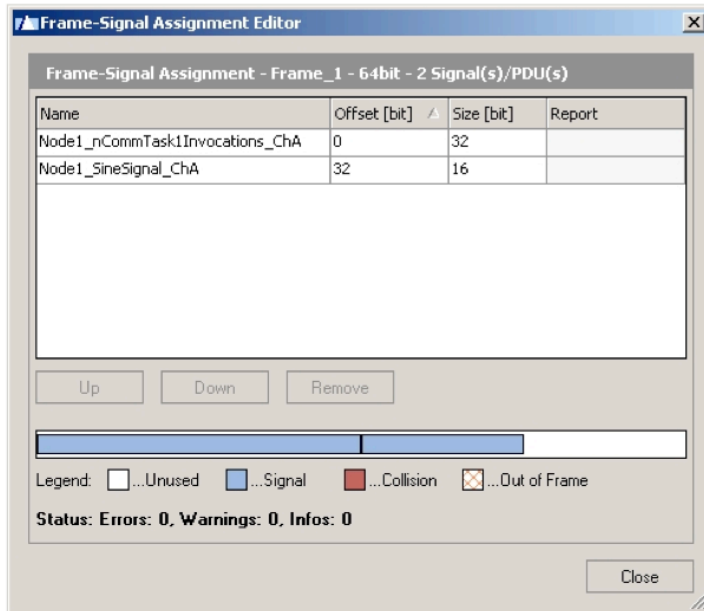 Frame-Signal Assignment Editor
Frame-Signal Assignment - Frame_1 - 64bit - 2 Signal(s)/PDU(s)
Name Offset [bit] Size [bit] Report
Node1_nCommTask1Invocations_ChA 0 32
Node1_SineSignal_ChA 32 16
Up Down Remove
Legend: ...Unused ...Signal ...Collision ...Out of Frame
Status: Errors: 0, Warnings: 0, Infos: 0
Close